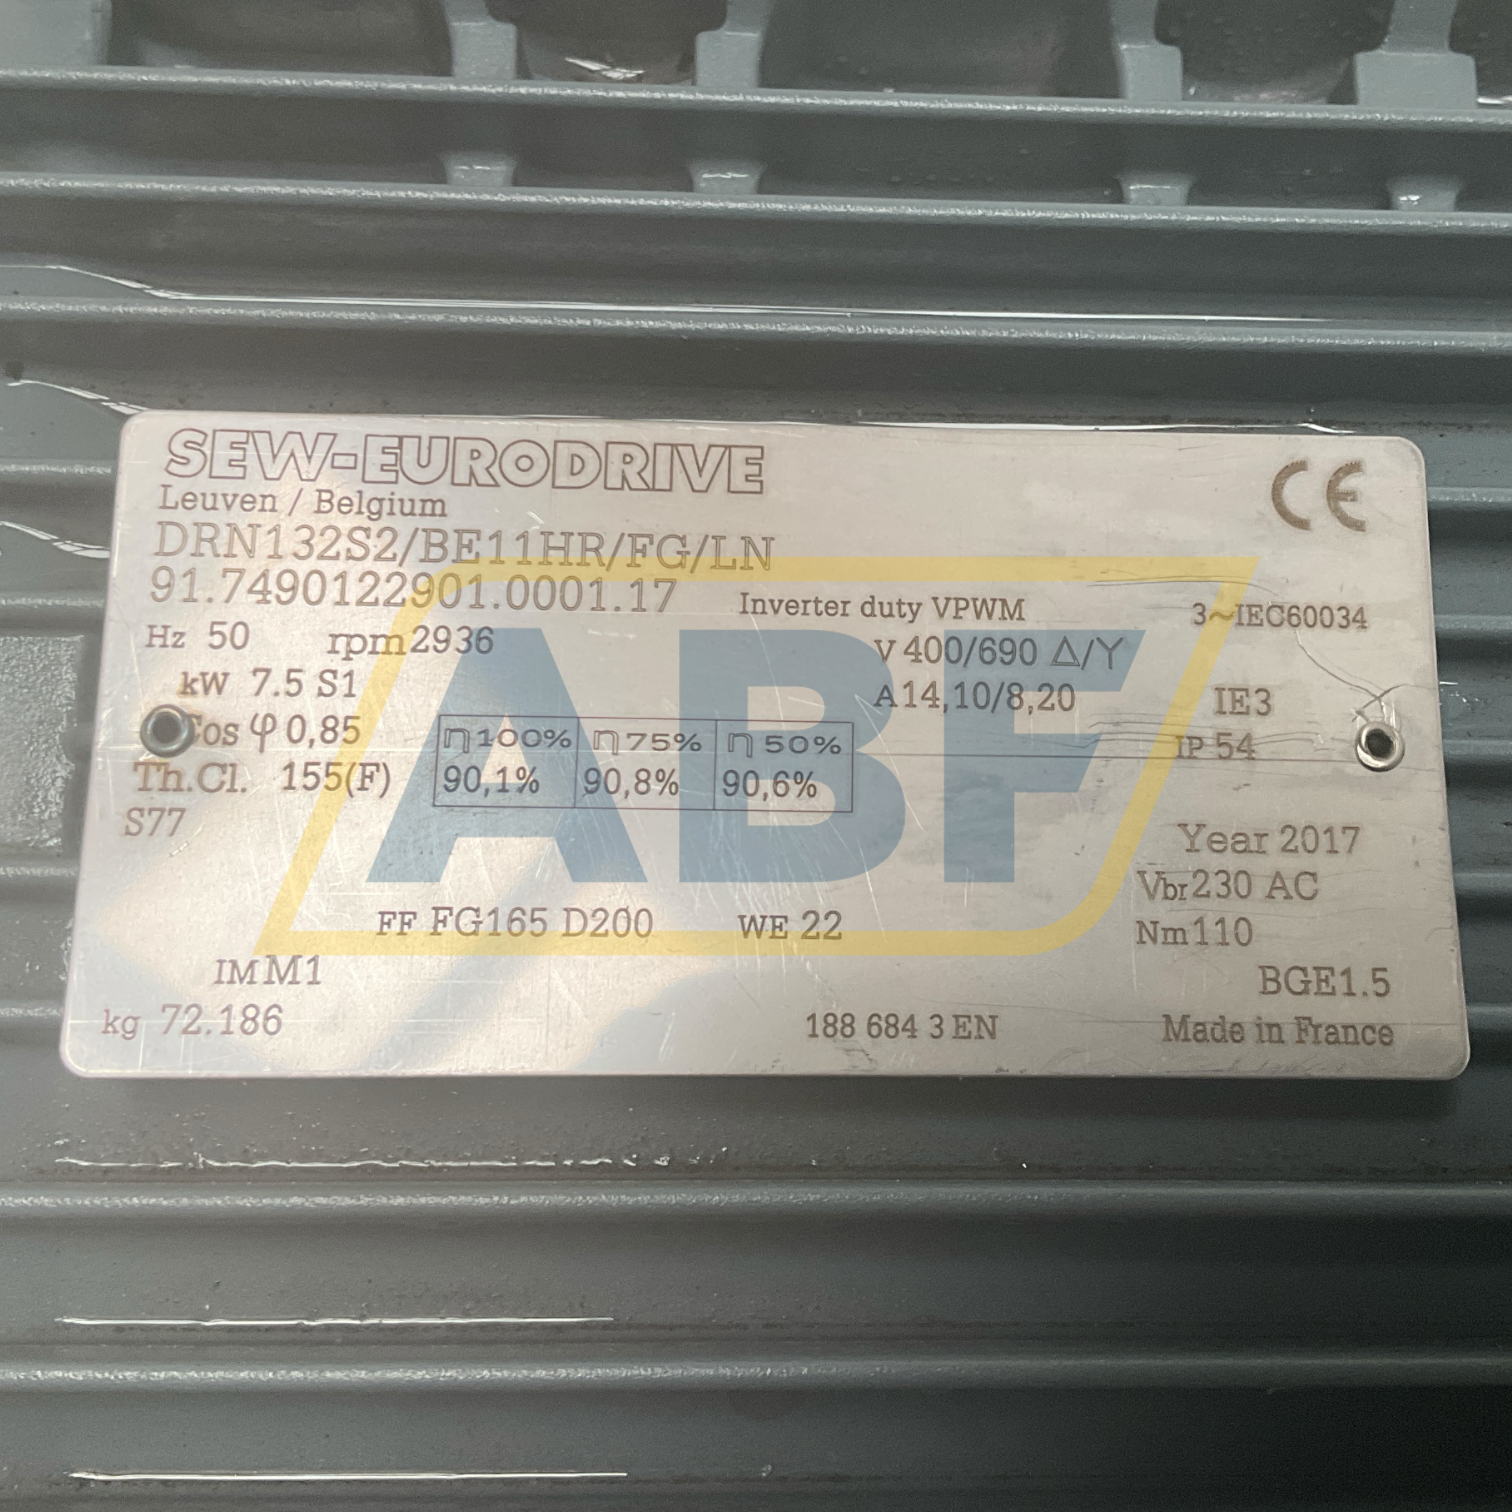 SEW-EURODRIVE
CE
Leuven / Belgium
DRN132S2/BE11HR/FG/LN
91.7490122901.0001.17
Inverter duty VPWM
3~IEC60034
Hz 50 rpm 2936
V 400/690 Δ/Y
kW 7.5 S1
A 14,10/8,20
IE3
Cos φ 0,85
η 100% η 75% η 50%
IP 54
Th.Cl. 155(F)
90,1% 90,8% 90,6%
S77
Year 2017
Vbr 230 AC
FF FG165 D200 WE 22
Nm 110
IM M1
BGE1.5
kg 72.186
188 684 3 EN
Made in France
ABF